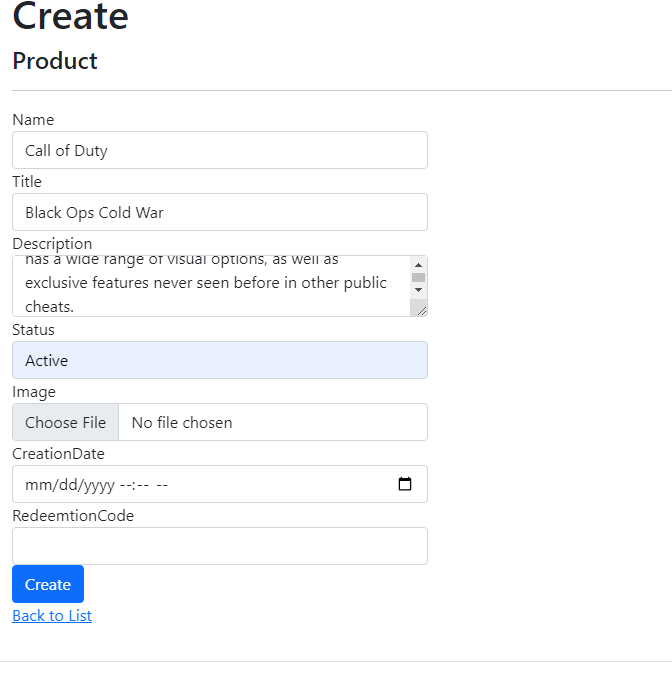 Create
Product
Name
Call of Duty
Title
Black Ops Cold War
Description
has a wide range of visual options, as well as
exclusive features never seen before in other public
cheats.
Status
Active
Image
Choose File No file chosen
CreationDate
mm/dd/yyyy --:-- --
RedeemtionCode
Create
Back to List